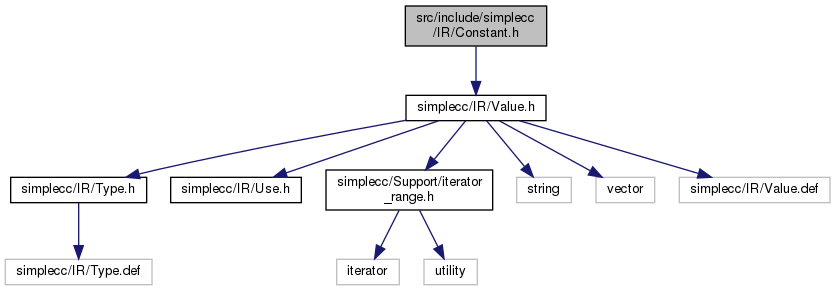 src/include/simplecc
/IR/Constant.h
simplecc/IR/Value.h
simplecc/IR/Type.h
simplecc/IR/Use.h
simplecc/Support/iterator
_range.h
string
vector
simplecc/IR/Value.def
simplecc/IR/Type.def
iterator
utility